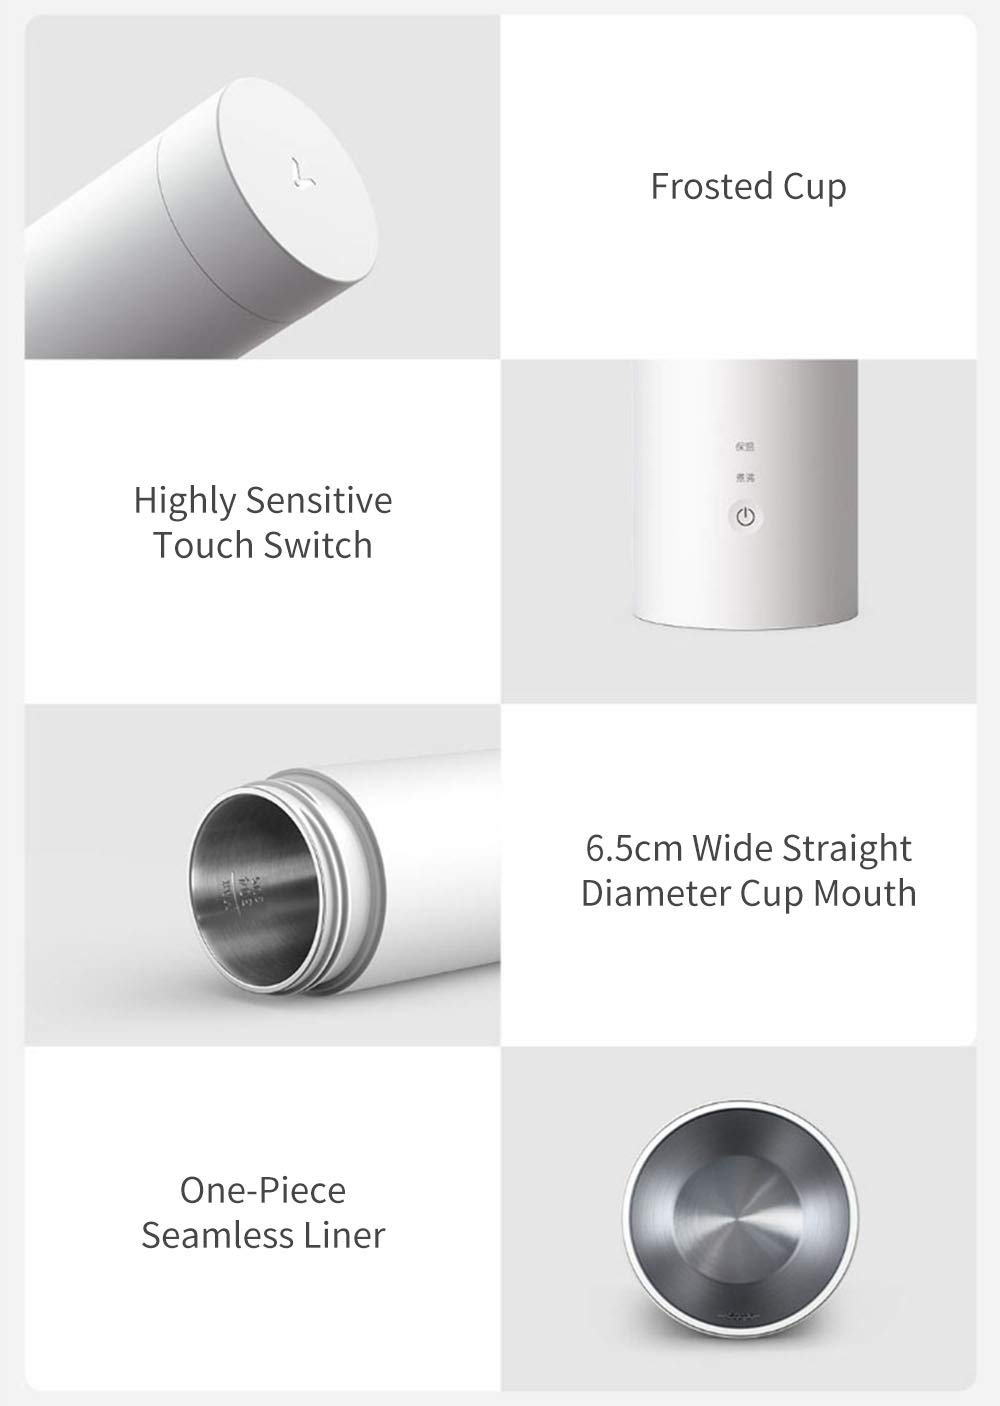 Frosted Cup
Highly Sensitive
Touch Switch
保温
煮沸
6.5cm Wide Straight
Diameter Cup Mouth
One-Piece
Seamless Liner